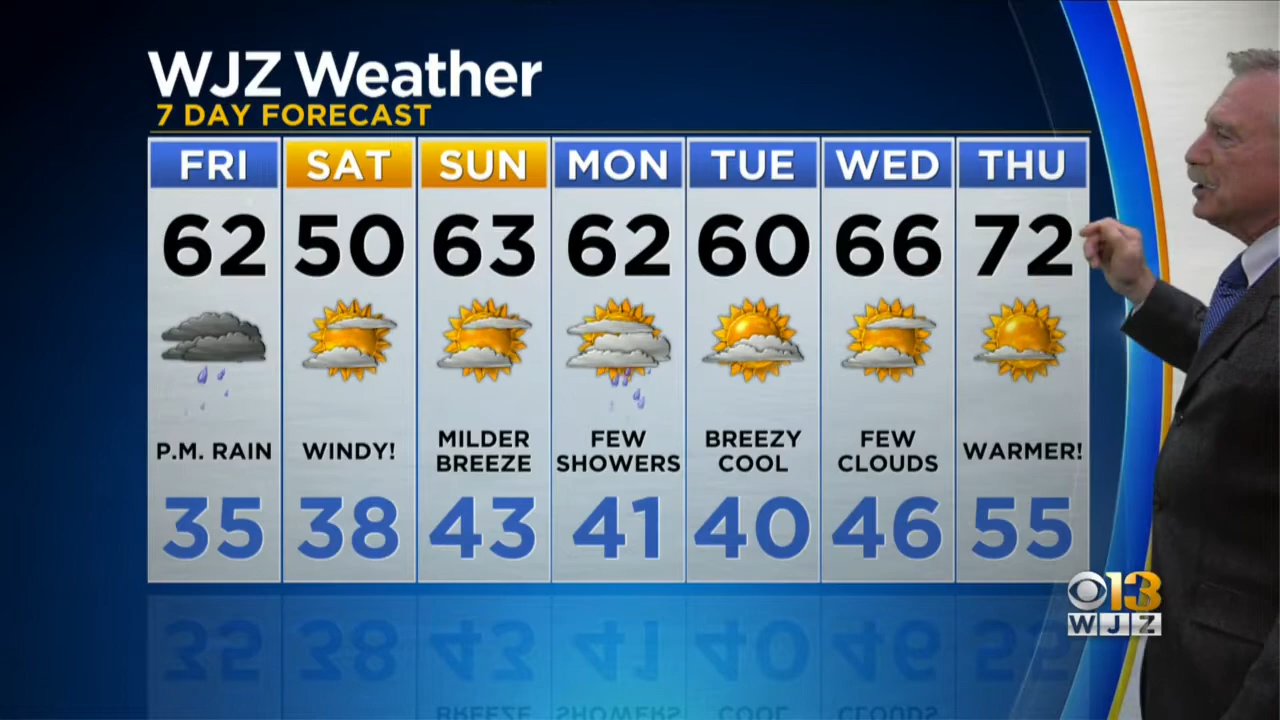 WJZ Weather
7 DAY FORECAST
FRI SAT SUN MON TUE WED THU
62 50 63 62 60 66 72
P.M. RAIN
WINDY!
MILDER
BREEZE
FEW
SHOWERS
BREEZY
COOL
FEW
CLOUDS
WARMER!
35 38 43 41 40 46 55
13
WJZ